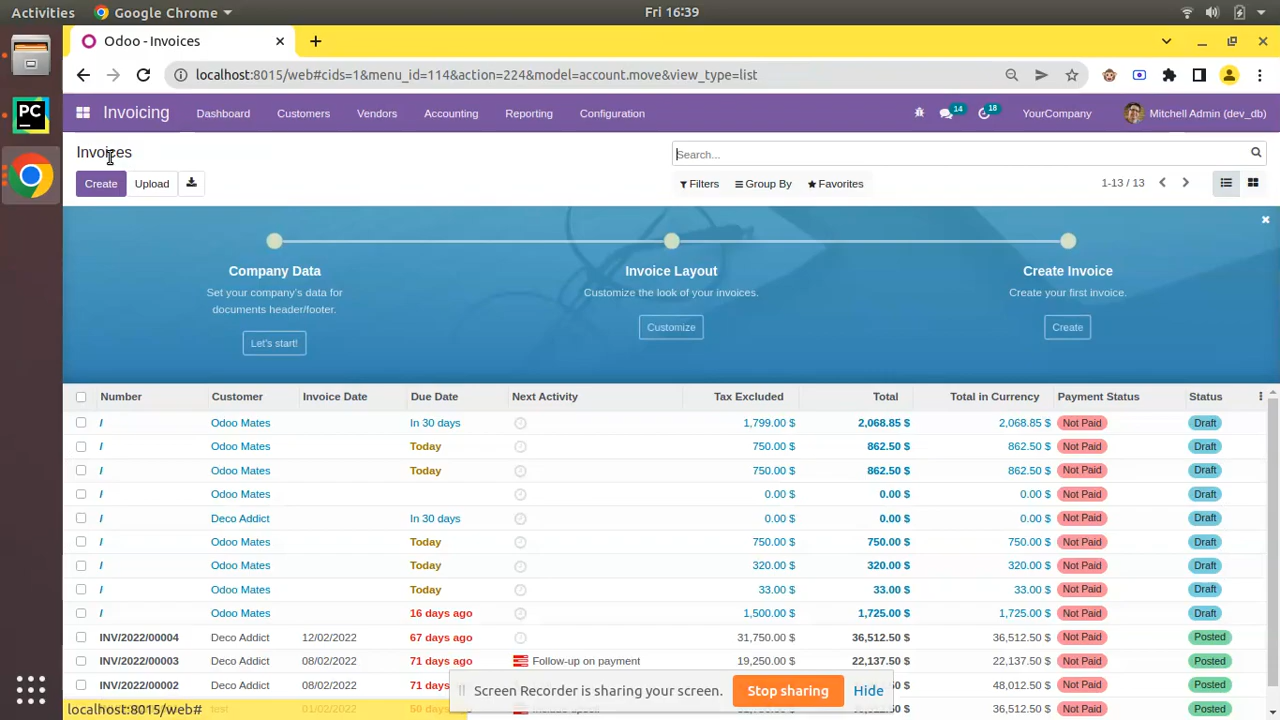 Activities Google Chrome Fri 16:39
Odoo - Invoices
localhost:8015/web#cids=1&menu_id=114&action=224&model=account.move&view_type=list
PC
Invoicing Dashboard Customers Vendors Accounting Reporting Configuration 14 18 YourCompany Mitchell Admin (dev_db)
Invoices Search...
Create Upload Filters Group By Favorites 1-13 / 13
Company Data Invoice Layout Create Invoice
Set your company's data for Customize the look of your invoices. Create your first invoice.
documents header/footer.
Let's start! Customize Create
Number Customer Invoice Date Due Date Next Activity Tax Excluded Total Total in Currency Payment Status Status
/ Odoo Mates In 30 days 1,799.00 $ 2,068.85 $ 2,068.85 $ Not Paid Draft
/ Odoo Mates Today 750.00 $ 862.50 $ 862.50 $ Not Paid Draft
/ Odoo Mates Today 750.00 $ 862.50 $ 862.50 $ Not Paid Draft
/ Odoo Mates 0.00 $ 0.00 $ 0.00 $ Not Paid Draft
/ Deco Addict In 30 days 0.00 $ 0.00 $ 0.00 $ Not Paid Draft
/ Odoo Mates Today 750.00 $ 750.00 $ 750.00 $ Not Paid Draft
/ Odoo Mates Today 320.00 $ 320.00 $ 320.00 $ Not Paid Draft
/ Odoo Mates Today 33.00 $ 33.00 $ 33.00 $ Not Paid Draft
/ Odoo Mates 16 days ago 1,500.00 $ 1,725.00 $ 1,725.00 $ Not Paid Draft
INV/2022/00004 Deco Addict 12/02/2022 67 days ago 31,750.00 $ 36,512.50 $ 36,512.50 $ Not Paid Posted
INV/2022/00003 Deco Addict 08/02/2022 71 days ago Follow-up on payment 19,250.00 $ 22,137.50 $ 22,137.50 $ Not Paid Posted
INV/2022/00002 Deco Addict 08/02/2022 71 days 48,012.50 $ Not Paid Posted
Screen Recorder is sharing your screen. Stop sharing Hide
localhost:8015/web# test 01/02/2022 50 days ago 36,512.50 $ 36,512.50 $ Not Paid Posted